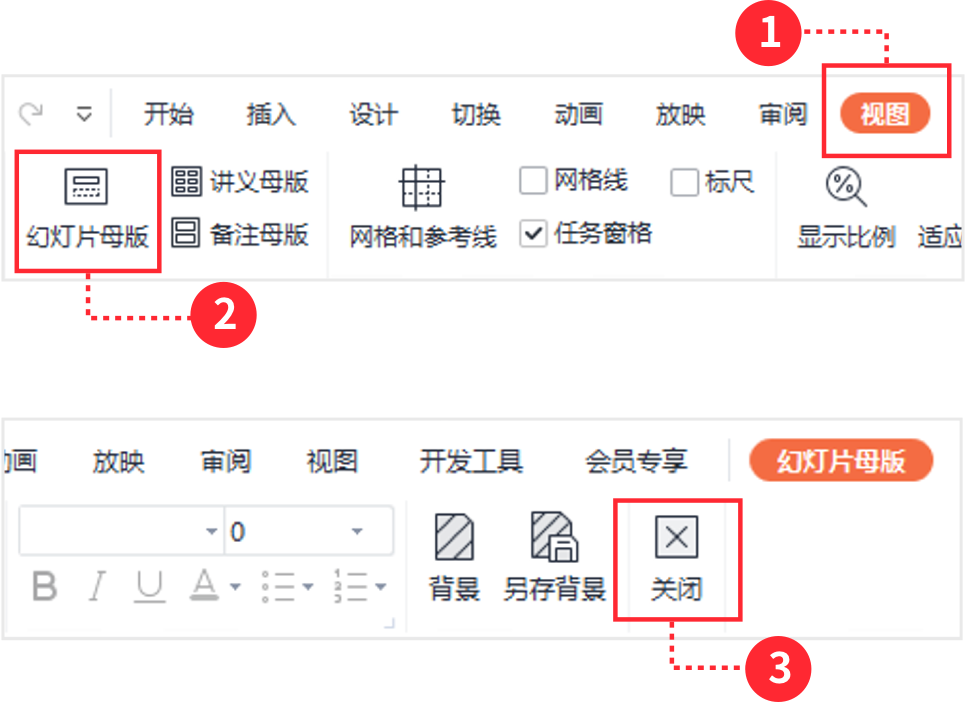 1
开始 插入 设计 切换 动画 放映 审阅 视图
讲义母版 网格线 标尺
幻灯片母版 备注母版 网格和参考线 任务窗格 显示比例 适应
2
动画 放映 审阅 视图 开发工具 会员专享 幻灯片母版
0
B I U A 背景 另存背景 关闭
3